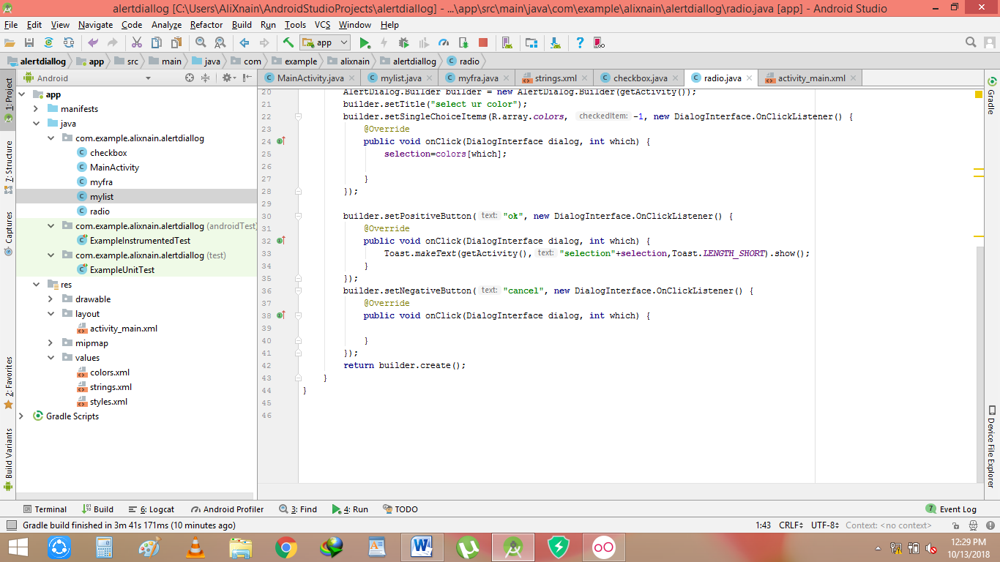 alertdiallog [C:\Users\AliXnain\AndroidStudioProjects\alertdiallog] - ...\app\src\main\java\com\example\alixnain\alertdiallog\radio.java [app] - Android Studio
File Edit View Navigate Code Analyze Refactor Build Run Tools VCS Window Help
app
alertdiallog app src main java com example alixnain alertdiallog radio
Android
MainActivity.java mylist.java myfra.java strings.xml checkbox.java radio.java activity_main.xml
1: Project
7: Structure
Captures
2: Favorites
Build Variants
app
manifests
java
com.example.alixnain.alertdiallog
checkbox
MainActivity
myfra
mylist
radio
com.example.alixnain.alertdiallog (androidTest)
ExampleInstrumentedTest
com.example.alixnain.alertdiallog (test)
ExampleUnitTest
res
drawable
layout
activity_main.xml
mipmap
values
colors.xml
strings.xml
styles.xml
Gradle Scripts
20 AlertDialog.Builder builder = new AlertDialog.Builder(getActivity());
21 builder.setTitle("select ur color");
22 builder.setSingleChoiceItems(R.array.colors, checkedItem: -1, new DialogInterface.OnClickListener() {
23 @Override
24 public void onClick(DialogInterface dialog, int which) {
25 selection=colors[which];
26
27 }
28 });
29
30 builder.setPositiveButton( text: "ok", new DialogInterface.OnClickListener() {
31 @Override
32 public void onClick(DialogInterface dialog, int which) {
33 Toast.makeText(getActivity(), text: "selection"+selection,Toast.LENGTH_SHORT).show();
34 }
35 });
36 builder.setNegativeButton( text: "cancel", new DialogInterface.OnClickListener() {
37 @Override
38 public void onClick(DialogInterface dialog, int which) {
39
40 }
41 });
42 return builder.create();
43 }
44 }
45
46
Gradle
Device File Explorer
Terminal Build 6: Logcat Android Profiler 3: Find 4: Run TODO 7 Event Log
Gradle build finished in 3m 41s 171ms (10 minutes ago) 1:43 CRLF UTF-8 Context: <no context>
12:29 PM
10/13/2018